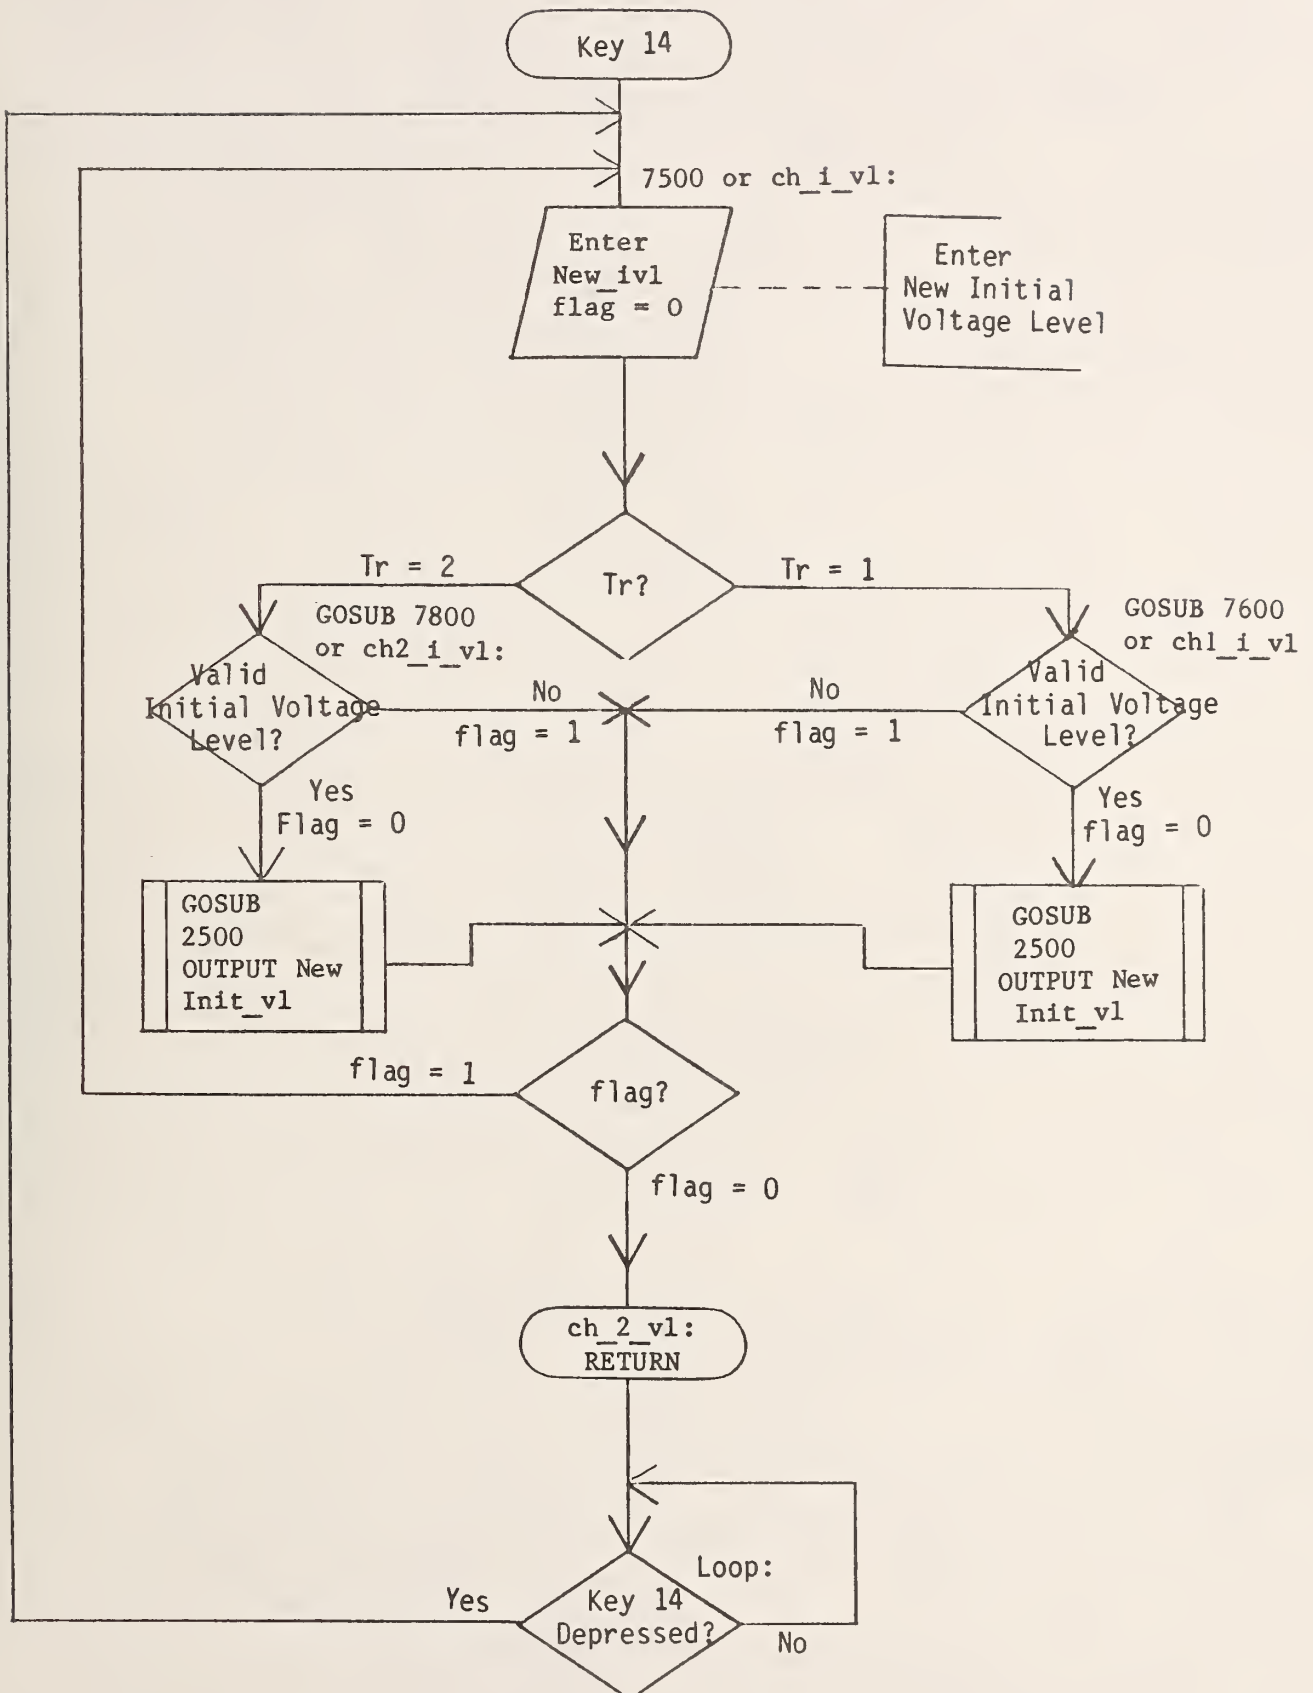 Key 14
7500 or ch_i_vl:
Enter
New_ivl
flag = 0
Enter
New Initial
Voltage Level
Tr?
Tr = 2
Tr = 1
GOSUB 7800
or ch2_i_vl:
GOSUB 7600
or ch1_i_vl
Valid
Initial Voltage
Level?
No
flag = 1
No
flag = 1
Valid
Initial Voltage
Level?
Yes
Flag = 0
Yes
flag = 0
GOSUB
2500
OUTPUT New
Init_vl
GOSUB
2500
OUTPUT New
Init_vl
flag = 1
flag?
flag = 0
ch_2_vl:
RETURN
Loop:
Yes
Key 14
Depressed?
No